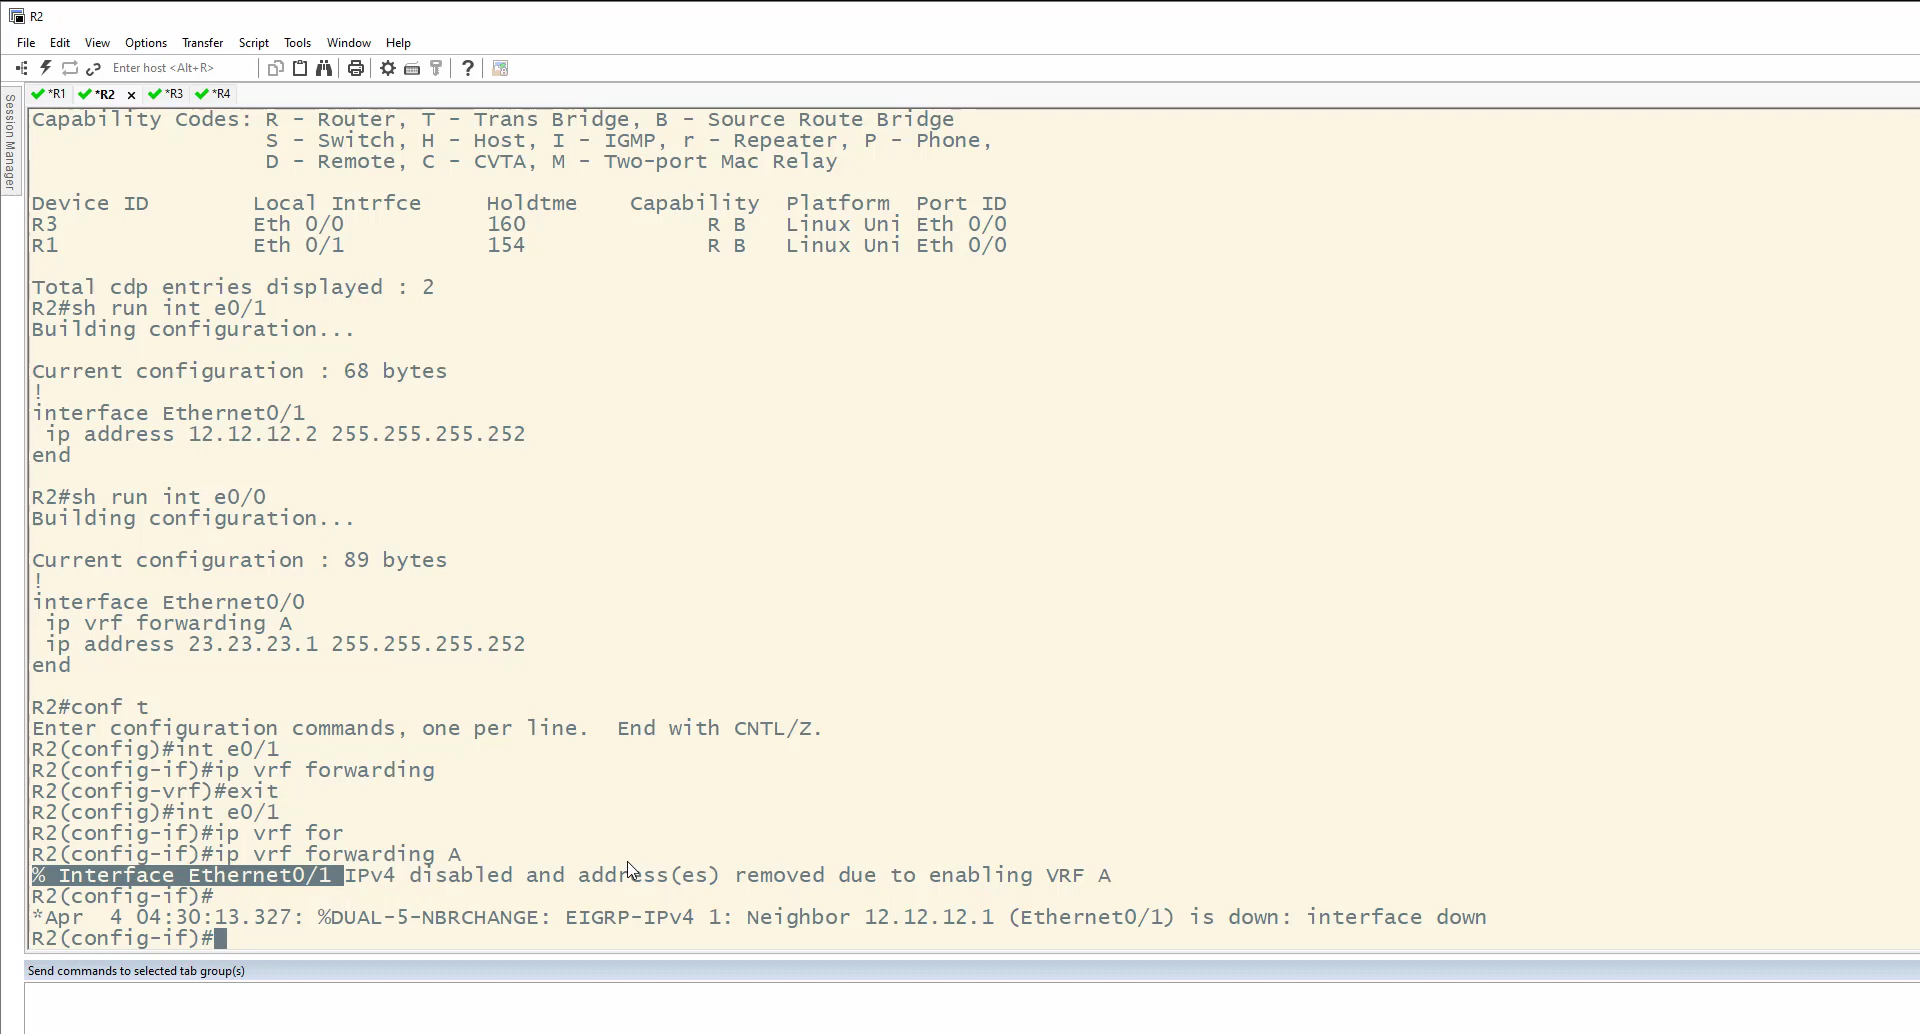 R2
File Edit View Options Transfer Script Tools Window Help
Enter host <Alt+R>
*R1 *R2 × *R3 *R4
Session Manager
Capability Codes: R - Router, T - Trans Bridge, B - Source Route Bridge
S - Switch, H - Host, I - IGMP, r - Repeater, P - Phone,
D - Remote, C - CVTA, M - Two-port Mac Relay
Device ID Local Intrfce Holdtme Capability Platform Port ID
R3 Eth 0/0 160 R B Linux Uni Eth 0/0
R1 Eth 0/1 154 R B Linux Uni Eth 0/0
Total cdp entries displayed : 2
R2#sh run int e0/1
Building configuration...
Current configuration : 68 bytes
!
interface Ethernet0/1
ip address 12.12.12.2 255.255.255.252
end
R2#sh run int e0/0
Building configuration...
Current configuration : 89 bytes
!
interface Ethernet0/0
ip vrf forwarding A
ip address 23.23.23.1 255.255.255.252
end
R2#conf t
Enter configuration commands, one per line. End with CNTL/Z.
R2(config)#int e0/1
R2(config-if)#ip vrf forwarding
R2(config-vrf)#exit
R2(config)#int e0/1
R2(config-if)#ip vrf for
R2(config-if)#ip vrf forwarding A
% Interface Ethernet0/1 IPv4 disabled and address(es) removed due to enabling VRF A
R2(config-if)#
*Apr 4 04:30:13.327: %DUAL-5-NBRCHANGE: EIGRP-IPv4 1: Neighbor 12.12.12.1 (Ethernet0/1) is down: interface down
R2(config-if)#
Send commands to selected tab group(s)